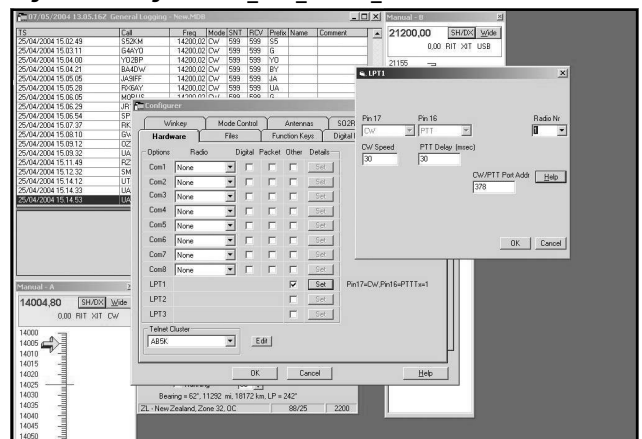 07/05/2004 13.05.16Z General Logging - New.MDB
TS Call Freq Mode SNT RCV Prefix Name Comment
25/04/2004 15.02.49 S52KM 14200,02 CW 599 599 S5
25/04/2004 15.03.11 G4AYO 14200,02 CW 599 599 G
25/04/2004 15.04.00 YO2BP 14200,02 CW 599 599 YO
25/04/2004 15.04.21 BA4DW 14200,02 CW 599 599 BY
25/04/2004 15.05.05 JA9IFF 14200,02 CW 599 599 JA
25/04/2004 15.05.28 RX6AY 14200,02 CW 599 599 UA
25/04/2004 15.06.05
25/04/2004 15.06.29
25/04/2004 15.06.54 SP
25/04/2004 15.07.37 RK
25/04/2004 15.08.10
25/04/2004 15.09.12 OZ
25/04/2004 15.09.32 UA
25/04/2004 15.11.49 RZ
25/04/2004 15.12.32 SM
25/04/2004 15.14.12 UT
25/04/2004 15.14.33 UA
25/04/2004 15.14.53 UA
Manual - B
21200,00 SH/DX Wide
0,00 RIT XIT USB
21155
LPT1
Pin 17 Pin 16 Radio Nr
CW PTT 1
CW Speed PTT Delay (msec)
30 30
CW/PTT Port Addr Help
378
OK Cancel
Configurer
Winkey Mode Control Antennas SO2R
Hardware Files Function Keys Digital
Options Radio Digital Packet Other Details
Com1 None Set
Com2 None Set
Com3 None Set
Com4 None Set
Com5 None Set
Com6 None Set
Com7 None Set
Com8 None Set
LPT1 Set Pin17=CW,Pin16=PTTTx=1
LPT2 Set
LPT3 Set
Telnet Cluster
AB5K Edit
OK Cancel Help
Manual - A
14004,80 SH/DX Wide
0,00 RIT XIT CW
14000
14005
14010
14015
14020
14025
14030
14035
14040
14045
14050
Running
Bearing = 62°, 11292 mi, 18172 km, LP = 242°
ZL - New Zealand, Zone 32, OC 88/25 2200